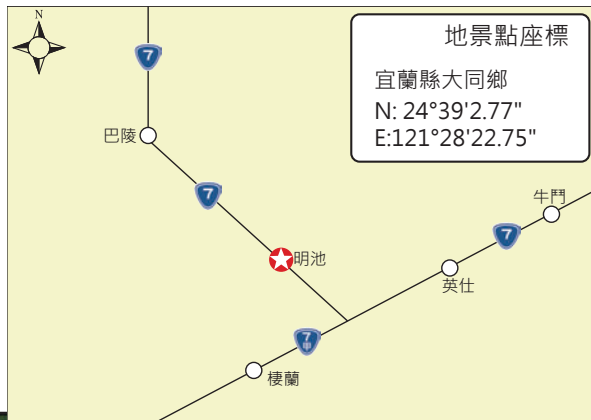 N
地景點座標
宜蘭縣大同鄉
N: 24°39'2.77"
E:121°28'22.75"
7
巴陵
7
明池
牛鬥
7
英仕
7
甲
棲蘭